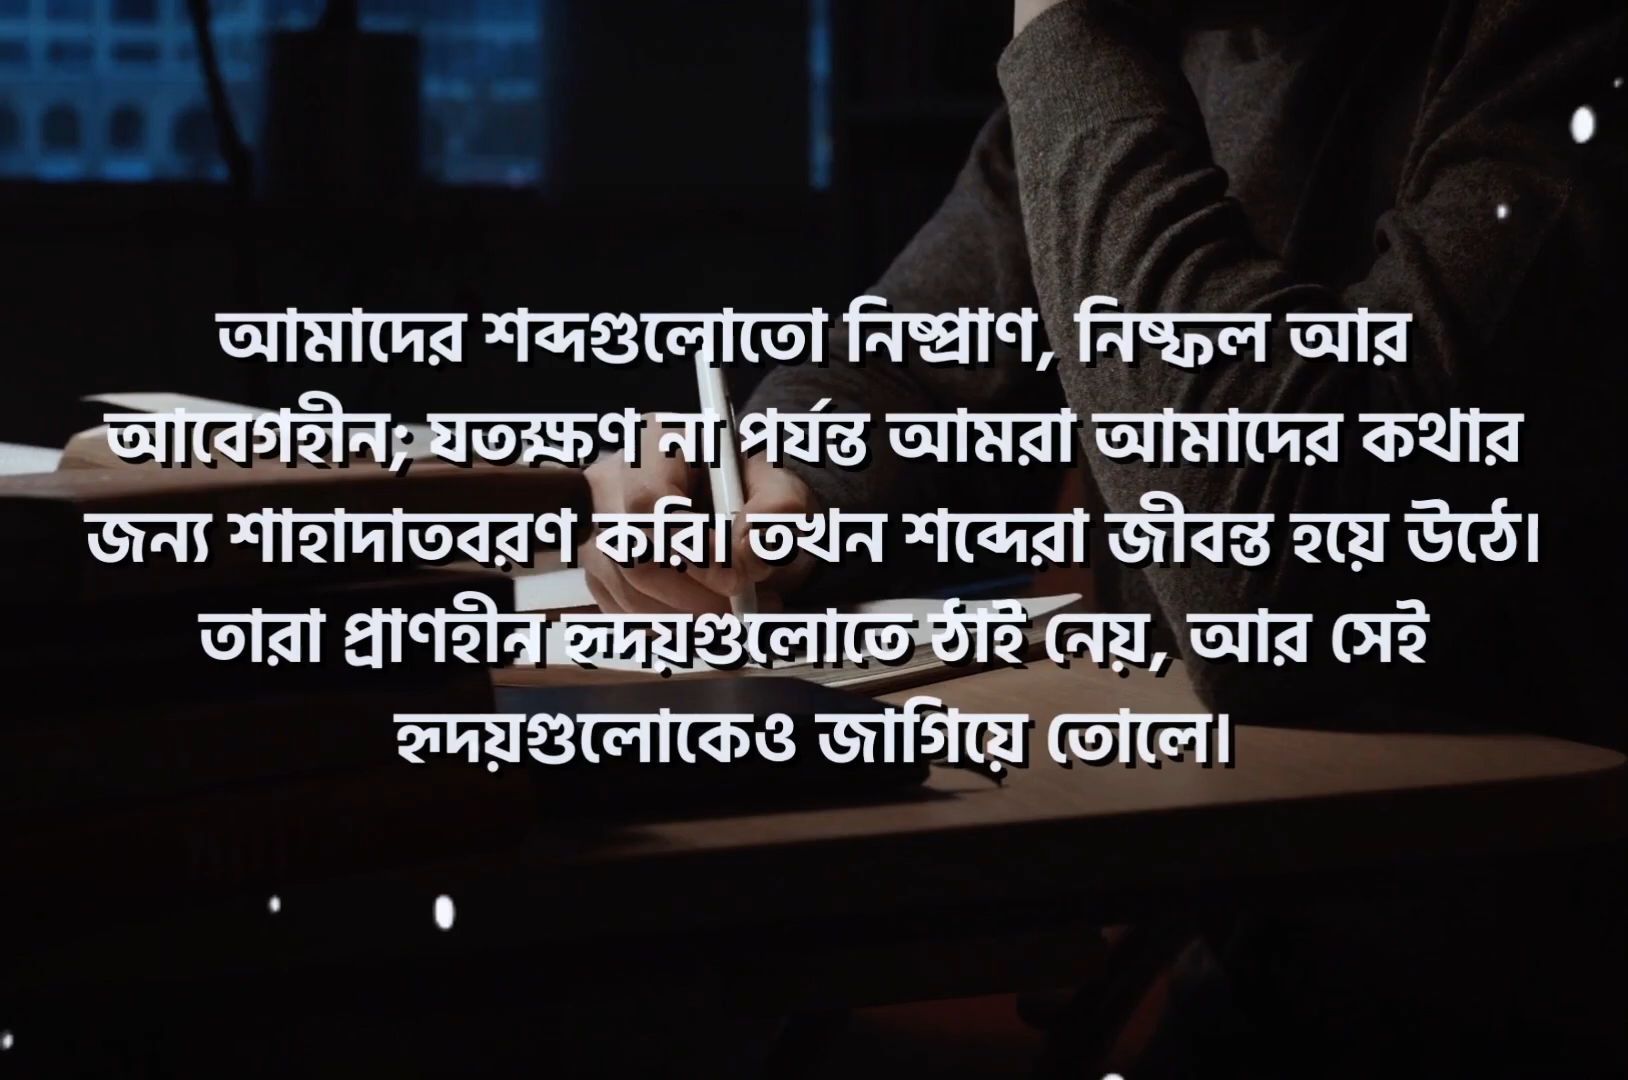 আমাদের শব্দগুলোতো নিষ্প্রাণ, নিষ্ফল আর
আবেগহীন; যতক্ষণ না পর্যন্ত আমরা আমাদের কথার
জন্য শাহাদাতবরণ করি। তখন শব্দেরা জীবন্ত হয়ে উঠে।
তারা প্রাণহীন হৃদয়গুলোতে ঠাই নেয়, আর সেই
হৃদয়গুলোকেও জাগিয়ে তোলে।